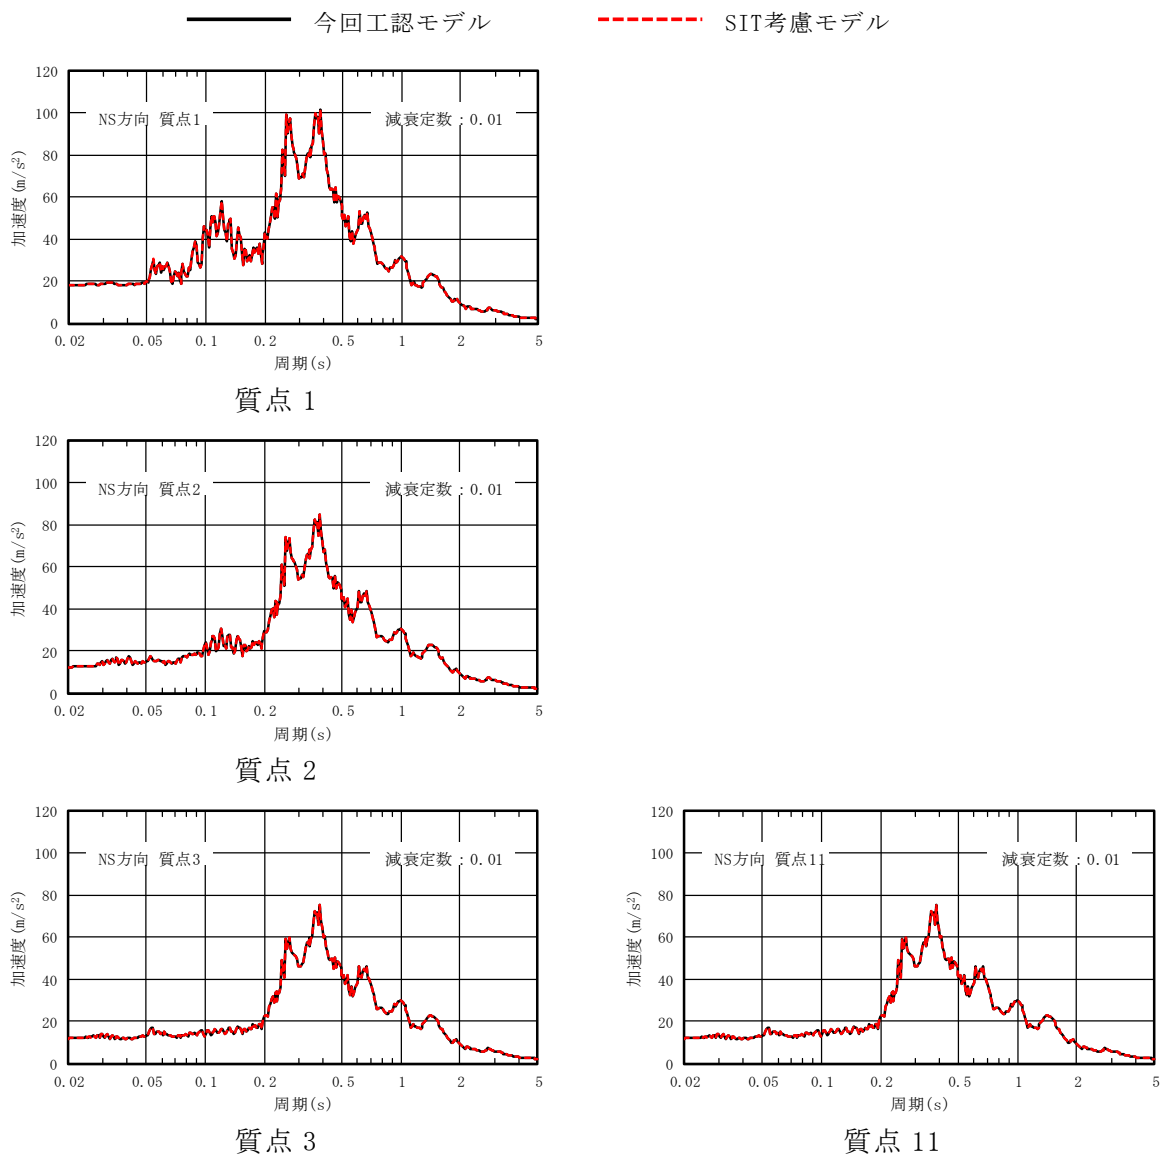 今回工認モデル SIT考慮モデル
120
NS方向 質点1 減衰定数:0.01
100
80
60
40
20
0
加速度(m/s²)
0.02 0.05 0.1 0.2 0.5 1 2 5
周期(s)
質点 1
120
NS方向 質点2 減衰定数:0.01
100
80
60
40
20
0
加速度(m/s²)
0.02 0.05 0.1 0.2 0.5 1 2 5
周期(s)
質点 2
120
NS方向 質点3 減衰定数:0.01
100
80
60
40
20
0
加速度(m/s²)
0.02 0.05 0.1 0.2 0.5 1 2 5
周期(s)
質点 3
120
NS方向 質点11 減衰定数:0.01
100
80
60
40
20
0
加速度(m/s²)
0.02 0.05 0.1 0.2 0.5 1 2 5
周期(s)
質点 11